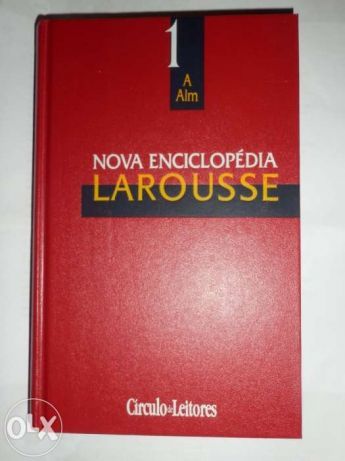 1
A
Alm
NOVA ENCICLOPÉDIA
LAROUSSE
Círculo de Leitores
OLX